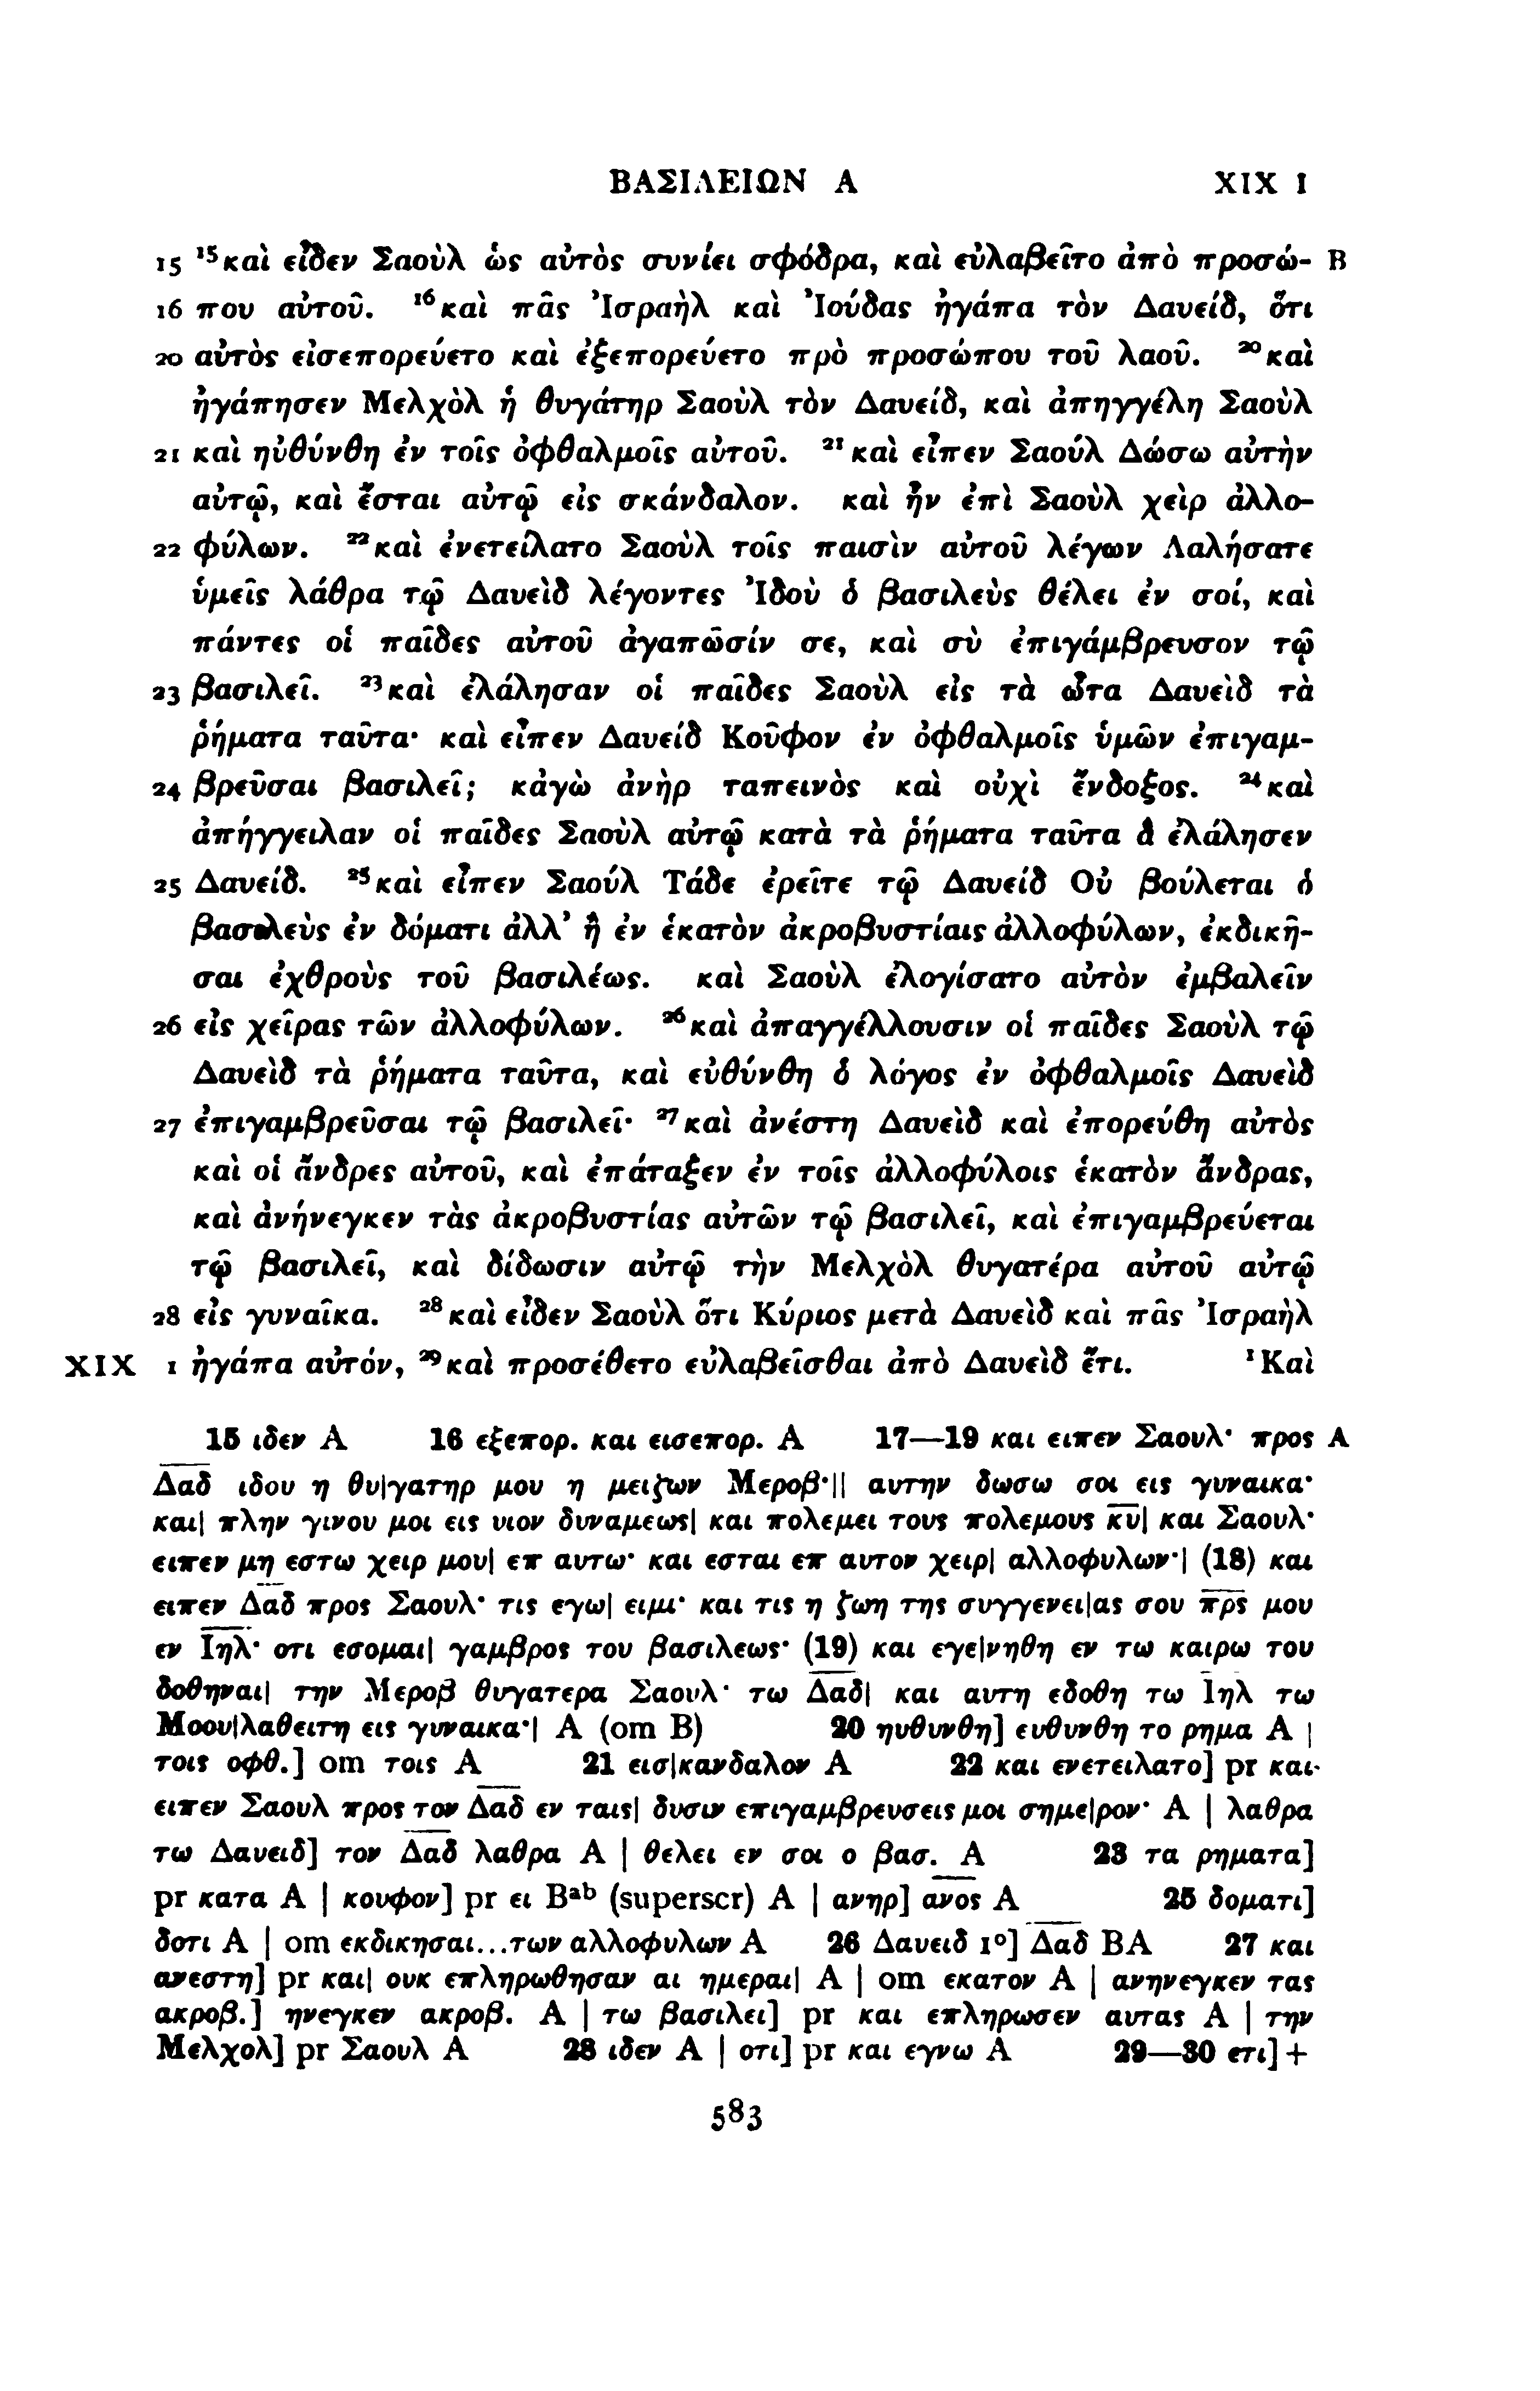 ΒΑΣΙΛΕΙΩΝ Α XIX 1
15 ¹⁵καὶ εἶδεν Σαοὺλ ὡς αὐτὸς συνίει σφόδρα, καὶ εὐλαβεῖτο ἀπὸ προσώ- B
16 που αὐτοῦ. ¹⁶καὶ πᾶς Ἰσραὴλ καὶ Ἰούδας ἠγάπα τὸν Δαυείδ, ὅτι
20 αὐτὸς εἰσεπορεύετο καὶ ἐξεπορεύετο πρὸ προσώπου τοῦ λαοῦ. ²⁰καὶ
ἠγάπησεν Μελχὸλ ἡ θυγάτηρ Σαοὺλ τὸν Δαυείδ, καὶ ἀπηγγέλη Σαοὺλ
21 καὶ ηὐθύνθη ἐν τοῖς ὀφθαλμοῖς αὐτοῦ. ²¹καὶ εἶπεν Σαούλ Δώσω αὐτὴν
αὐτῷ, καὶ ἔσται αὐτῷ εἰς σκάνδαλον. καὶ ἦν ἐπὶ Σαοὺλ χεὶρ ἀλλο-
22 φύλων. ²²καὶ ἐνετείλατο Σαοὺλ τοῖς παισὶν αὐτοῦ λέγων Λαλήσατε
ὑμεῖς λάθρα τῷ Δαυεὶδ λέγοντες Ἰδοὺ ὁ βασιλεὺς θέλει ἐν σοί, καὶ
πάντες οἱ παῖδες αὐτοῦ ἀγαπῶσίν σε, καὶ σὺ ἐπιγάμβρευσον τῷ
23 βασιλεῖ. ²³καὶ ἐλάλησαν οἱ παῖδες Σαοὺλ εἰς τὰ ὦτα Δαυεὶδ τὰ
ῥήματα ταῦτα· καὶ εἶπεν Δαυείδ Κοῦφον ἐν ὀφθαλμοῖς ὑμῶν ἐπιγαμ-
24 βρεῦσαι βασιλεῖ; κἀγὼ ἀνὴρ ταπεινὸς καὶ οὐχὶ ἔνδοξος. ²⁴καὶ
ἀπήγγειλαν οἱ παῖδες Σαοὺλ αὐτῷ κατὰ τὰ ῥήματα ταῦτα ἃ ἐλάλησεν
25 Δαυείδ. ²⁵καὶ εἶπεν Σαούλ Τάδε ἐρεῖτε τῷ Δαυείδ Οὐ βούλεται ὁ
βασιλεὺς ἐν δόματι ἀλλ' ἢ ἐν ἑκατὸν ἀκροβυστίαις ἀλλοφύλων, ἐκδικῆ-
σαι ἐχθροὺς τοῦ βασιλέως. καὶ Σαοὺλ ἐλογίσατο αὐτὸν ἐμβαλεῖν
26 εἰς χεῖρας τῶν ἀλλοφύλων. ²⁶καὶ ἀπαγγέλλουσιν οἱ παῖδες Σαοὺλ τῷ
Δαυεὶδ τὰ ῥήματα ταῦτα, καὶ εὐθύνθη ὁ λόγος ἐν ὀφθαλμοῖς Δαυεὶδ
27 ἐπιγαμβρεῦσαι τῷ βασιλεῖ· ²⁷καὶ ἀνέστη Δαυεὶδ καὶ ἐπορεύθη αὐτὸς
καὶ οἱ ἄνδρες αὐτοῦ, καὶ ἐπάταξεν ἐν τοῖς ἀλλοφύλοις ἑκατὸν ἄνδρας,
καὶ ἀνήνεγκεν τὰς ἀκροβυστίας αὐτῶν τῷ βασιλεῖ, καὶ ἐπιγαμβρεύεται
τῷ βασιλεῖ, καὶ δίδωσιν αὐτῷ τὴν Μελχὸλ θυγατέρα αὐτοῦ αὐτῷ
28 εἰς γυναῖκα. ²⁸καὶ εἶδεν Σαοὺλ ὅτι Κύριος μετὰ Δαυεὶδ καὶ πᾶς Ἰσραὴλ
XIX 1 ἠγάπα αὐτόν, ²⁹καὶ προσέθετο εὐλαβεῖσθαι ἀπὸ Δαυεὶδ ἔτι. ¹Καὶ
15 ιδεν A 16 εξεπορ. και εισεπορ. A 17—19 και ειπεν Σαουλ· προς A
Δ̅α̅δ̅ ιδου η θυ|γατηρ μου η μειζων Μεροβ·|| αυτην δωσω σοι εις γυναικα·
και| πλην γινου μοι εις υιον δυναμεως| και πολεμει τους πολεμους κ̅υ̅| και Σαουλ·
ειπεν μη εστω χειρ μου| επ αυτω· και εσται επ αυτον χειρ| αλλοφυλων·| (18) και
ειπεν Δ̅α̅δ̅ προς Σαουλ· τις εγω| ειμι· και τις η ζωη της συγγενει|ας σου π̅ρ̅ς̅ μου
εν Ι̅η̅λ̅· οτι εσομαι| γαμβρος του βασιλεως· (19) και εγε|νηθη εν τω καιρω του
δοθηναι| την Μεροβ θυγατερα Σαουλ· τω Δ̅α̅δ̅| και αυτη εδοθη τω Ι̅η̅λ̅ τω
Μοου|λαθειτη εις γυναικα·| A (om B) 20 ηυθυνθη] ευθυνθη το ρημα A |
τοις οφθ.] om τοις A 21 εισ|κανδαλον A 22 και ενετειλατο] pr και·
ειπεν Σαουλ προς τον Δ̅α̅δ̅ εν ταις| δυσιν επιγαμβρευσεις μοι σημε|ρον· A | λαθρα
τω Δαυειδ] τον Δ̅α̅δ̅ λαθρα A | θελει εν σοι ο βασ. A 23 τα ρηματα]
pr κατα A | κουφον] pr ει Bᵃᵇ (superscr) A | ανηρ] α̅ν̅ο̅ς̅ A 25 δοματι]
δοτι A | om εκδικησαι...των αλλοφυλων A 26 Δαυειδ 1°] Δ̅α̅δ̅ BA 27 και
ανεστη] pr και| ουκ επληρωθησαν αι ημεραι| A | om εκατον A | ανηνεγκεν τας
ακροβ.] ηνεγκεν ακροβ. A | τω βασιλει] pr και επληρωσεν αυτας A | την
Μελχολ] pr Σαουλ A 28 ιδεν A | οτι] pr και εγνω A 29—30 ετι] +
583